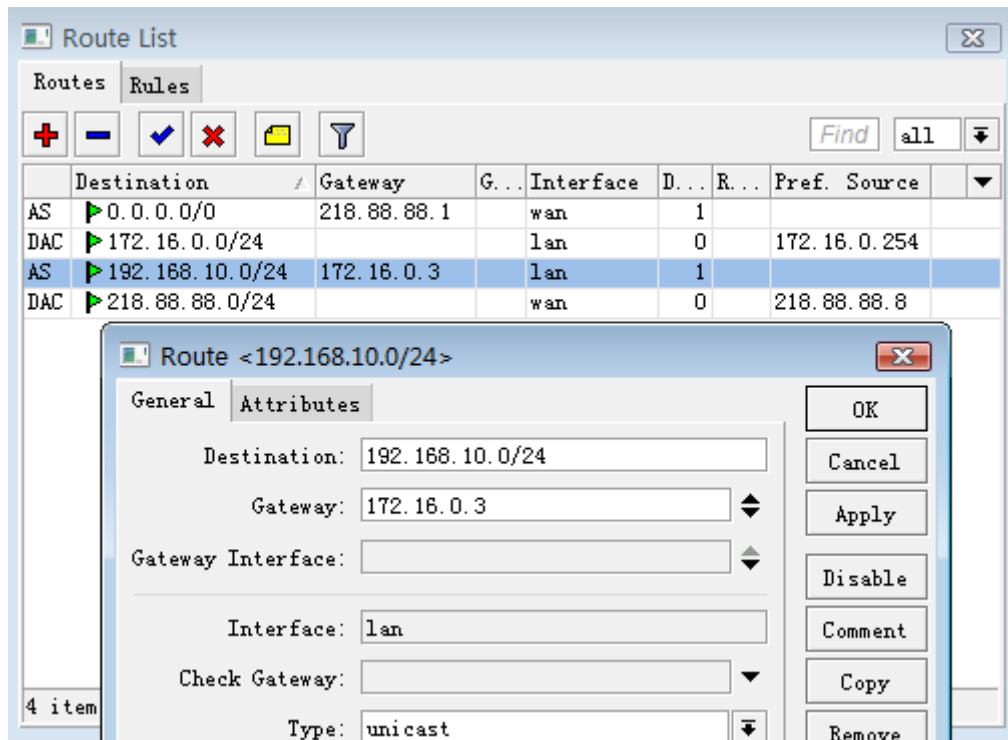 Route List
Routes Rules
Find all
Destination Gateway G... Interface D... R... Pref. Source
AS 0.0.0.0/0 218.88.88.1 wan 1
DAC 172.16.0.0/24 lan 0 172.16.0.254
AS 192.168.10.0/24 172.16.0.3 lan 1
DAC 218.88.88.0/24 wan 0 218.88.88.8
Route <192.168.10.0/24>
General Attributes
OK
Destination: 192.168.10.0/24
Cancel
Gateway: 172.16.0.3
Apply
Gateway Interface:
Disable
Interface: lan
Comment
Check Gateway:
Copy
4 item
Type: unicast
Remove